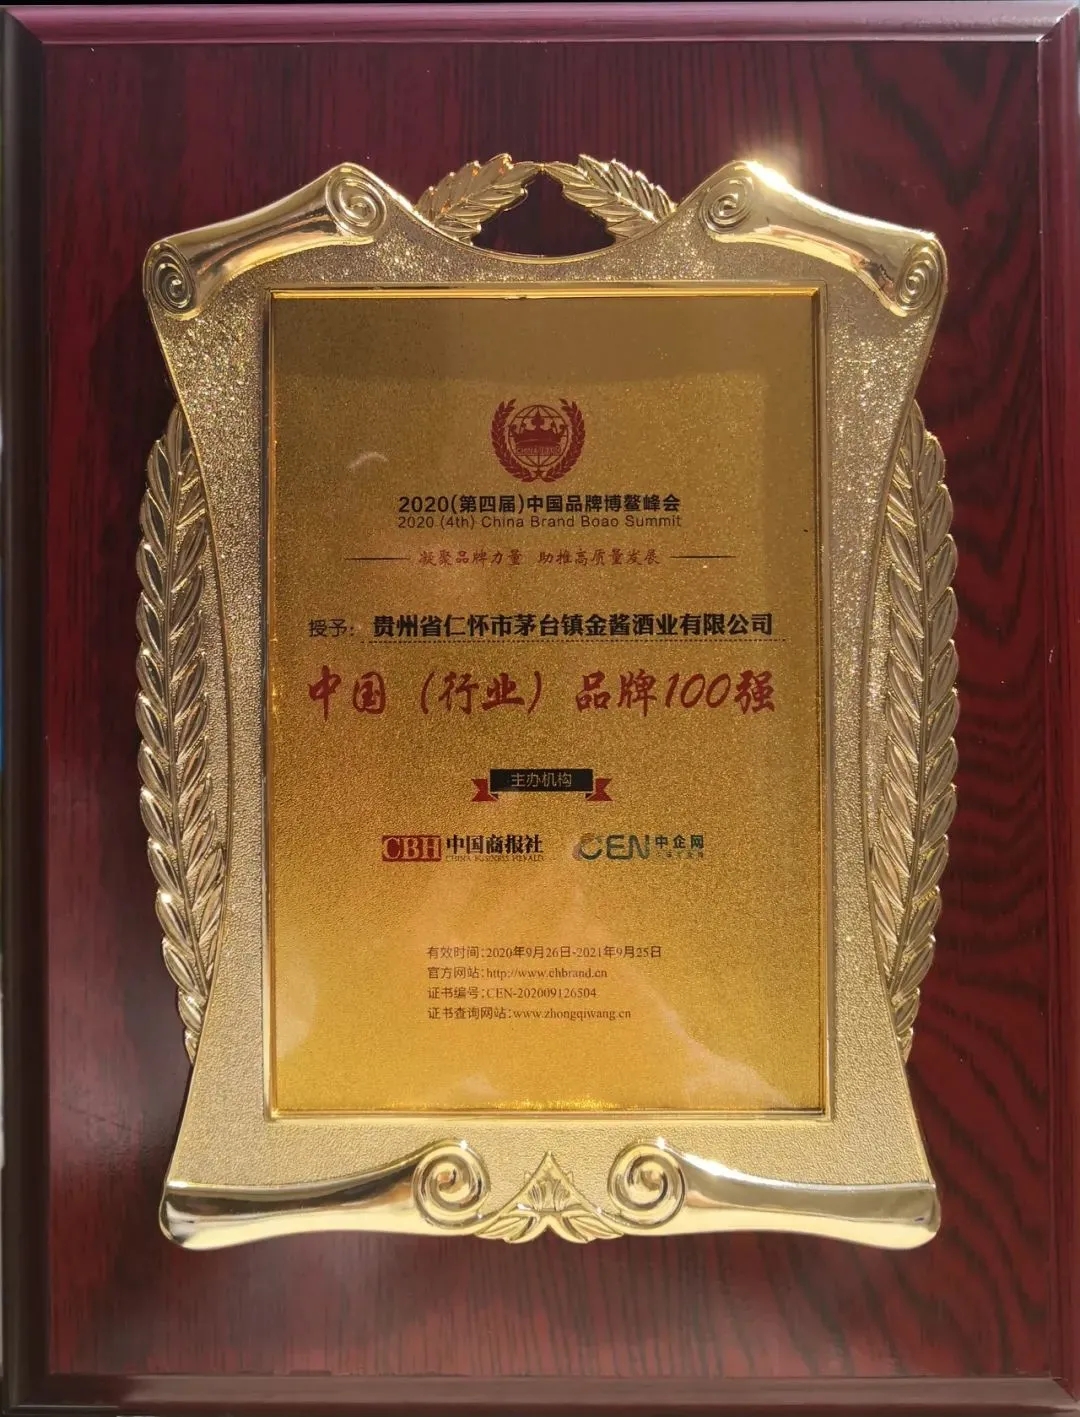 2020(第四届)中国品牌博鳌峰会
2020 (4th) China Brand Boao Summit
凝聚品牌力量 助推高质量发展
授予: 贵州省仁怀市茅台镇金酱酒业有限公司
中国(行业)品牌100强
主办机构
CBH 中国商报社 CEN 中企网
CHINA BUSINESS HERALD
有效时间:2020年9月26日-2021年9月25日
官方网站:http://www.chbrand.cn
证书编号:CEN-202009126504
证书查询网站:www.zhongqiwang.cn